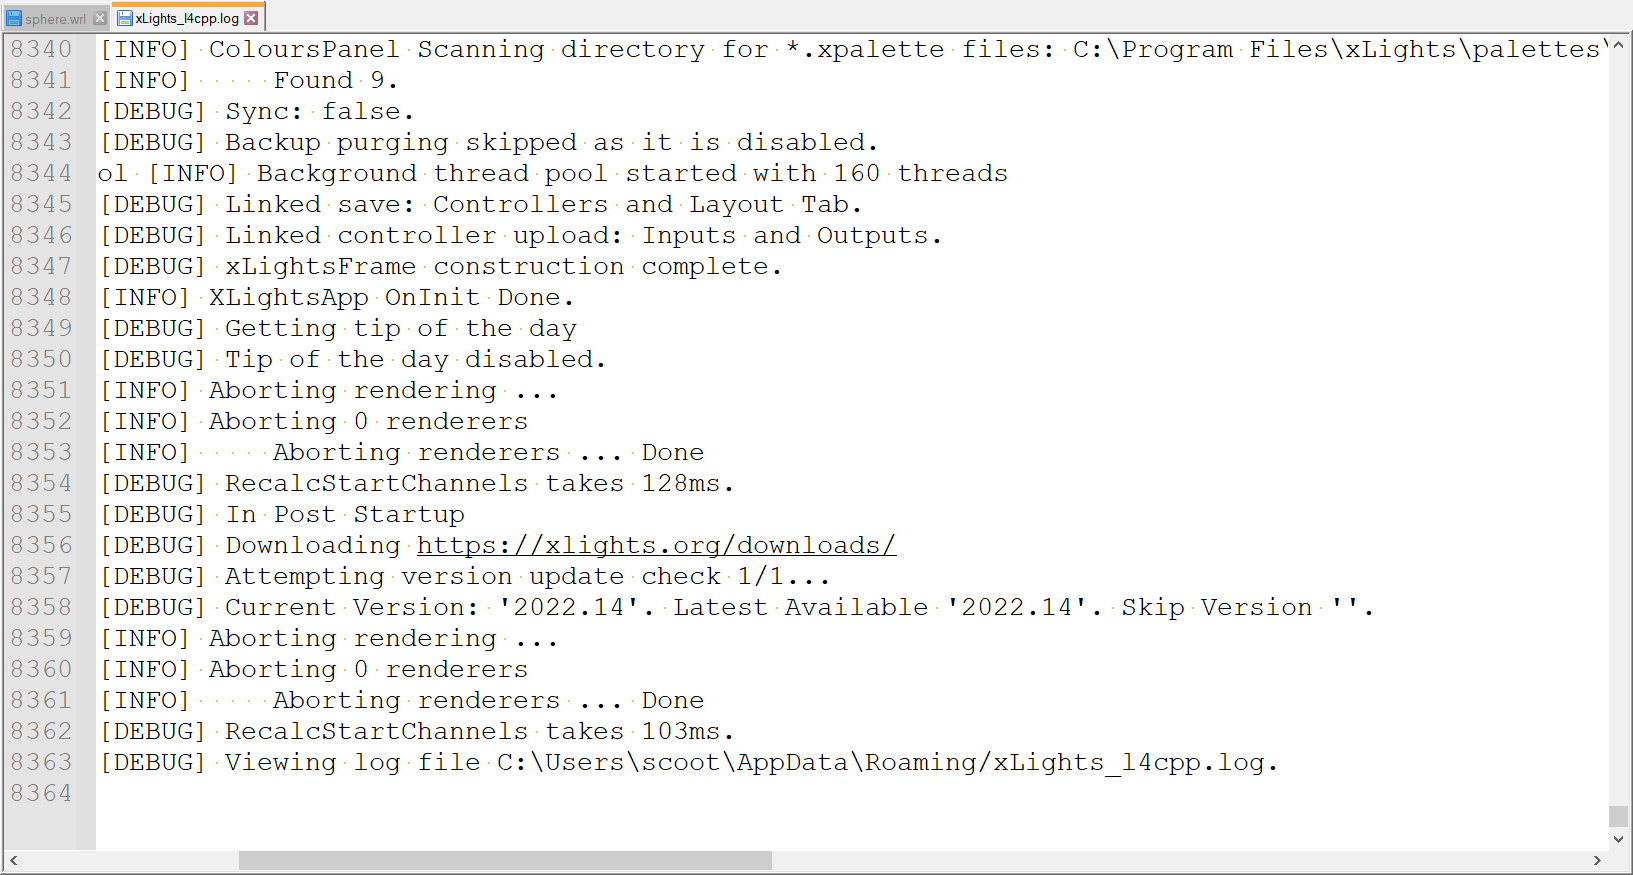 sphere.wrl xLights_l4cpp.log
8340 [INFO] ColoursPanel Scanning directory for *.xpalette files: C:\Program Files\xLights\palettes\
8341 [INFO]     Found 9.
8342 [DEBUG] Sync: false.
8343 [DEBUG] Backup purging skipped as it is disabled.
8344 ol [INFO] Background thread pool started with 160 threads
8345 [DEBUG] Linked save: Controllers and Layout Tab.
8346 [DEBUG] Linked controller upload: Inputs and Outputs.
8347 [DEBUG] xLightsFrame construction complete.
8348 [INFO] XLightsApp OnInit Done.
8349 [DEBUG] Getting tip of the day
8350 [DEBUG] Tip of the day disabled.
8351 [INFO] Aborting rendering ...
8352 [INFO] Aborting 0 renderers
8353 [INFO]     Aborting renderers ... Done
8354 [DEBUG] RecalcStartChannels takes 128ms.
8355 [DEBUG] In Post Startup
8356 [DEBUG] Downloading https://xlights.org/downloads/
8357 [DEBUG] Attempting version update check 1/1...
8358 [DEBUG] Current Version: '2022.14'. Latest Available '2022.14'. Skip Version ''.
8359 [INFO] Aborting rendering ...
8360 [INFO] Aborting 0 renderers
8361 [INFO]     Aborting renderers ... Done
8362 [DEBUG] RecalcStartChannels takes 103ms.
8363 [DEBUG] Viewing log file C:\Users\scoot\AppData\Roaming/xLights_l4cpp.log.
8364